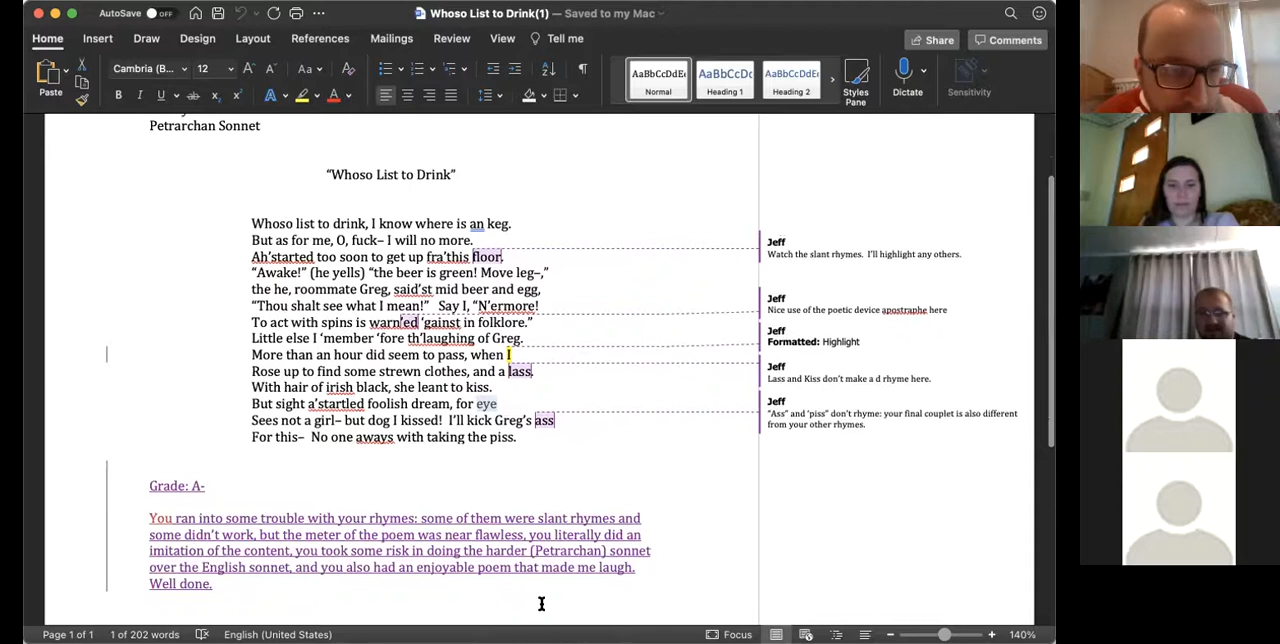 AutoSave OFF Whoso List to Drink(1) — Saved to my Mac
Home Insert Draw Design Layout References Mailings Review View Tell me Share Comments
Paste Cambria (B... 12 Aa AaBbCcDdEe AaBbCcDc AaBbCcDdEe
Normal Heading 1 Heading 2 Styles Pane Dictate Sensitivity
Petrarchan Sonnet
“Whoso List to Drink”
Whoso list to drink, I know where is an keg.
But as for me, O, fuck– I will no more.
Ah’started too soon to get up fra’this floor.
“Awake!” (he yells) “the beer is green! Move leg–,”
the he, roommate Greg, said’st mid beer and egg,
“Thou shalt see what I mean!” Say I, “N’ermore!
To act with spins is warn’ed ‘gainst in folklore.”
Little else I ‘member ‘fore th’laughing of Greg.
More than an hour did seem to pass, when I
Rose up to find some strewn clothes, and a lass.
With hair of irish black, she leant to kiss.
But sight a’startled foolish dream, for eye
Sees not a girl– but dog I kissed! I’ll kick Greg’s ass
For this– No one aways with taking the piss.
Jeff
Watch the slant rhymes. I’ll highlight any others.
Jeff
Nice use of the poetic device apostraphe here
Jeff
Formatted: Highlight
Jeff
Lass and Kiss don’t make a d rhyme here.
Jeff
“Ass” and ‘piss” don’t rhyme: your final couplet is also different
from your other rhymes.
Grade: A-
You ran into some trouble with your rhymes: some of them were slant rhymes and
some didn’t work, but the meter of the poem was near flawless, you literally did an
imitation of the content, you took some risk in doing the harder (Petrarchan) sonnet
over the English sonnet, and you also had an enjoyable poem that made me laugh.
Well done.
Page 1 of 1 1 of 202 words English (United States) Focus 140%